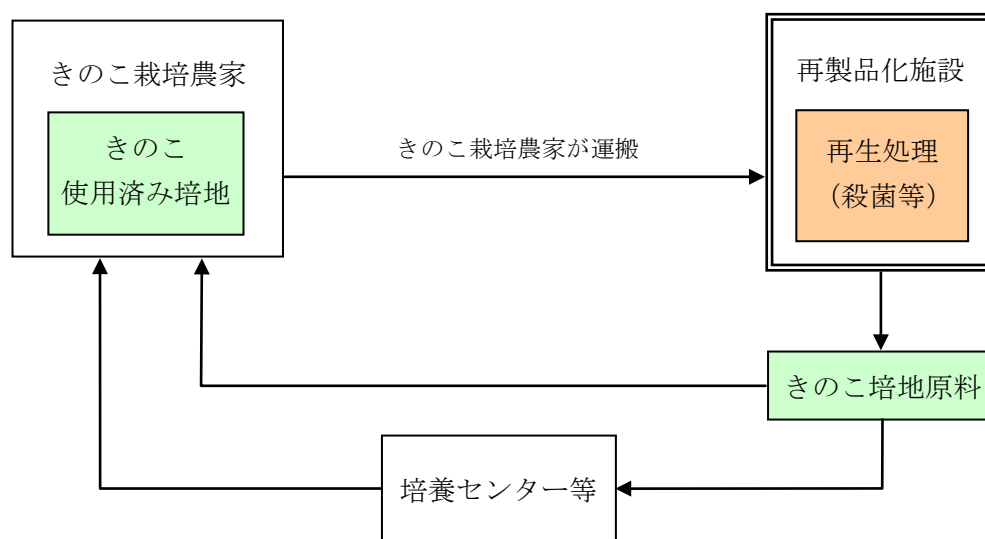 きのこ栽培農家
きのこ
使用済み培地
きのこ栽培農家が運搬
再製品化施設
再生処理
（殺菌等）
きのこ培地原料
培養センター等